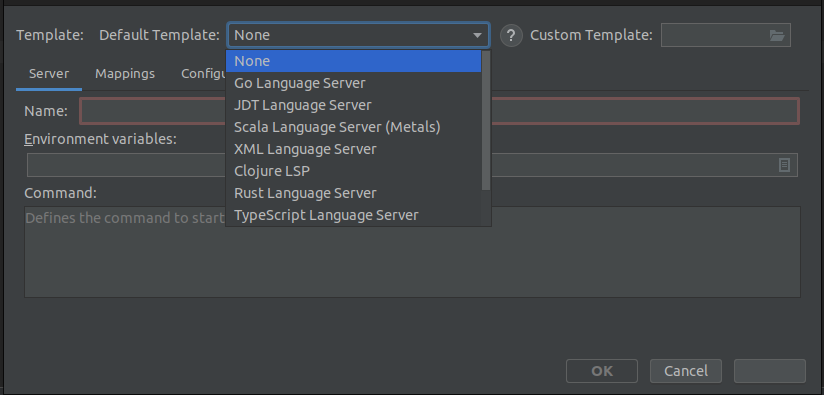 Template: Default Template: None ? Custom Template:
None
Server Mappings
Go Language Server
JDT Language Server
Name:
Scala Language Server (Metals)
Environment variables:
XML Language Server
Clojure LSP
Command:
Rust Language Server
Defines the command to start
TypeScript Language Server
OK Cancel